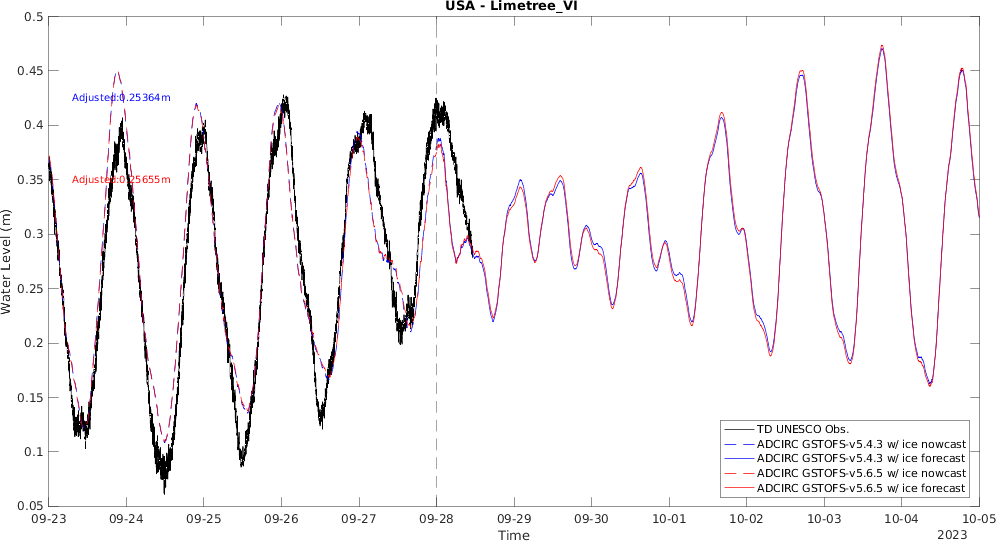 USA - Limetree_VI
0.5
0.45
Adjusted:0.25364m
0.4
0.35
Adjusted:0.25655m
0.3
0.25
0.2
0.15
0.1
0.05
Water Level (m)
TD UNESCO Obs.
ADCIRC GSTOFS-v5.4.3 w/ ice nowcast
ADCIRC GSTOFS-v5.4.3 w/ ice forecast
ADCIRC GSTOFS-v5.6.5 w/ ice nowcast
ADCIRC GSTOFS-v5.6.5 w/ ice forecast
09-23 09-24 09-25 09-26 09-27 09-28 09-29 09-30 10-01 10-02 10-03 10-04 10-05
Time
2023